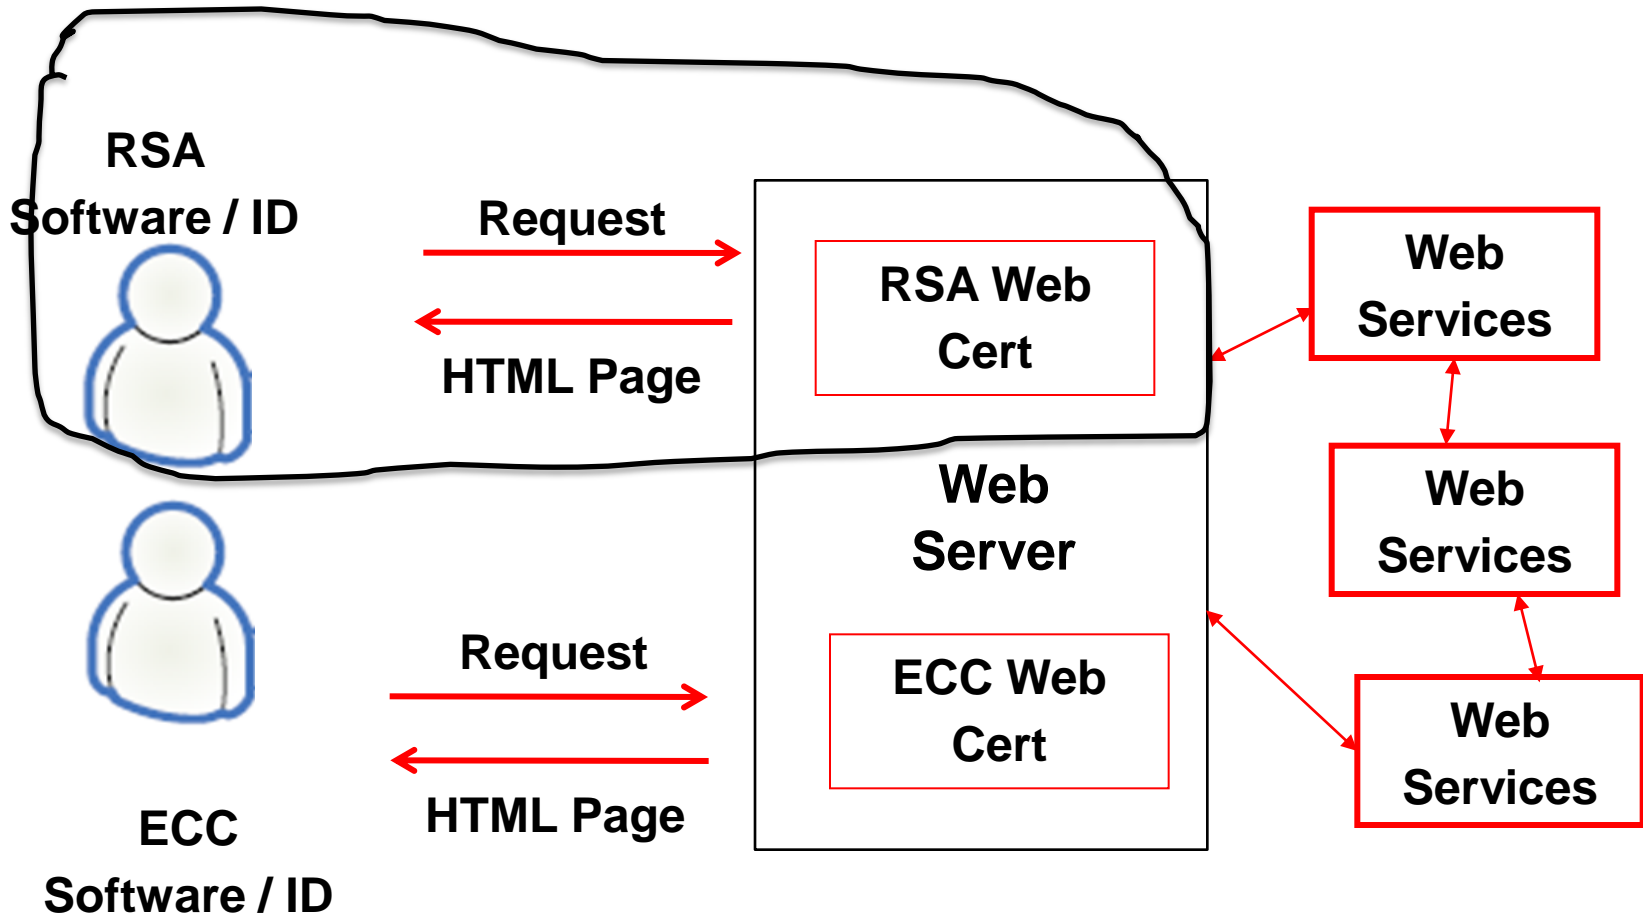 RSA
Software / ID
Request
HTML Page
RSA Web
Cert
Web
Server
Request
HTML Page
ECC Web
Cert
ECC
Software / ID
Web
Services
Web
Services
Web
Services